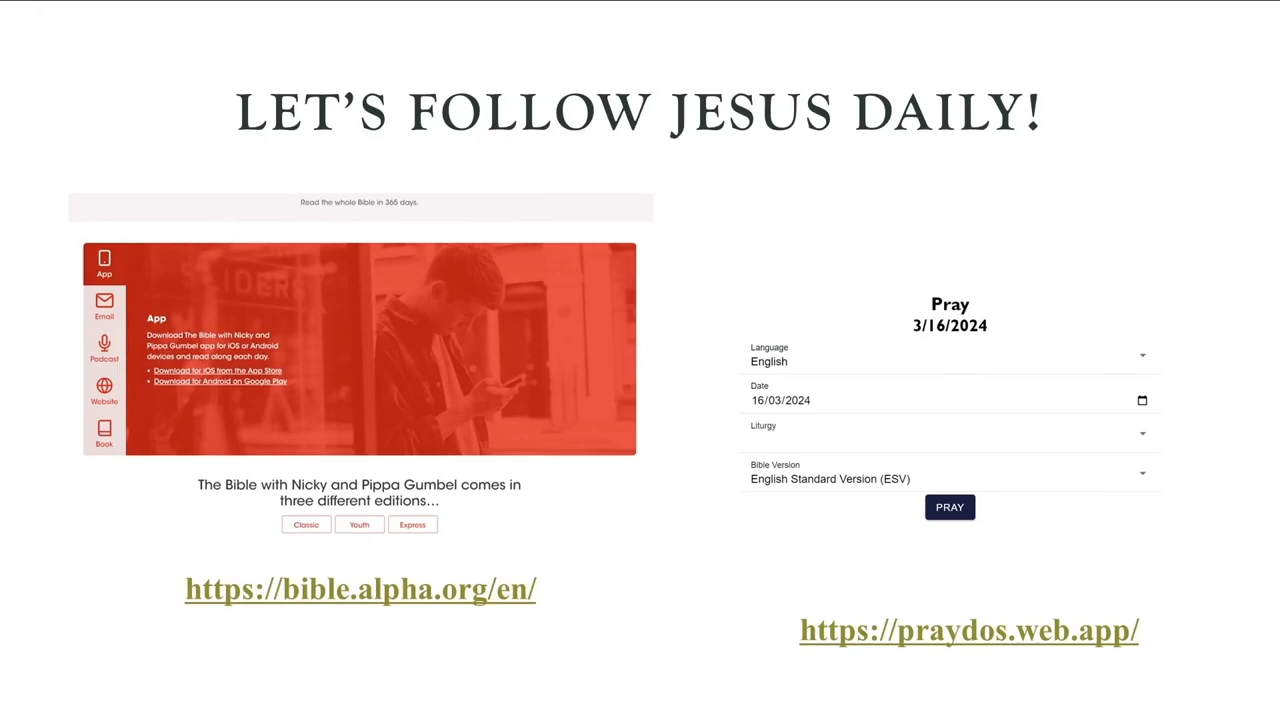 LET’S FOLLOW JESUS DAILY!
Read the whole Bible in 365 days.
App
Email
Podcast
Website
Book
App
Download The Bible with Nicky and
Pippa Gumbel app for iOS or Android
devices and read along each day.
• Download for iOS from the App Store
• Download for Android on Google Play
The Bible with Nicky and Pippa Gumbel comes in
three different editions...
Classic
Youth
Express
https://bible.alpha.org/en/
Pray
3/16/2024
Language
English
Date
16/03/2024
Liturgy
Bible Version
English Standard Version (ESV)
PRAY
https://praydos.web.app/